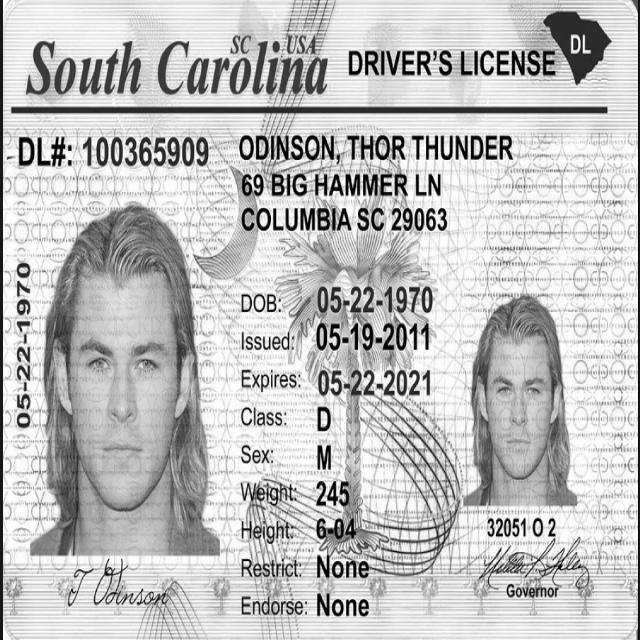 SC USA
South Carolina DRIVER'S LICENSE DL
DL#: 100365909
ODINSON, THOR THUNDER
69 BIG HAMMER LN
COLUMBIA SC 29063
05-22-1970
DOB: 05-22-1970
Issued: 05-19-2011
Expires: 05-22-2021
Class: D
Sex: M
Weight: 245
Height: 6-04
Restrict: None
Endorse: None
T Odinson
32051 O 2
Governor